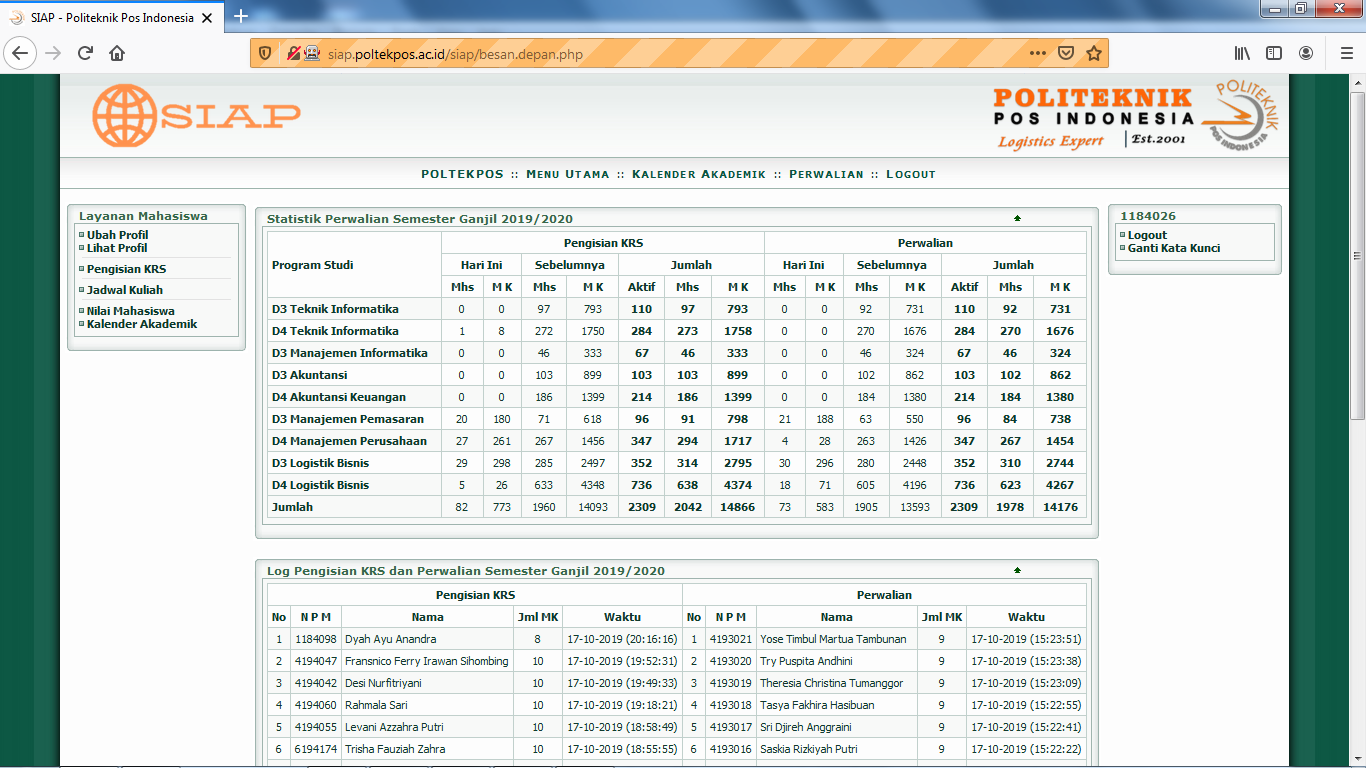 SIAP - Politeknik Pos Indonesia
siap.poltekpos.ac.id/siap/besan.depan.php
SIAP
POLITEKNIK
POS INDONESIA
Logistics Expert | Est.2001
POLITEKNIK
POS INDONESIA
POLTEKPOS :: MENU UTAMA :: KALENDER AKADEMIK :: PERWALIAN :: LOGOUT
Layanan Mahasiswa
Ubah Profil
Lihat Profil
Pengisian KRS
Jadwal Kuliah
Nilai Mahasiswa
Kalender Akademik
Statistik Perwalian Semester Ganjil 2019/2020
Program Studi Pengisian KRS Perwalian
Hari Ini Sebelumnya Jumlah Hari Ini Sebelumnya Jumlah
Mhs M K Mhs M K Aktif Mhs M K Mhs M K Mhs M K Aktif Mhs M K
D3 Teknik Informatika 0 0 97 793 110 97 793 0 0 92 731 110 92 731
D4 Teknik Informatika 1 8 272 1750 284 273 1758 0 0 270 1676 284 270 1676
D3 Manajemen Informatika 0 0 46 333 67 46 333 0 0 46 324 67 46 324
D3 Akuntansi 0 0 103 899 103 103 899 0 0 102 862 103 102 862
D4 Akuntansi Keuangan 0 0 186 1399 214 186 1399 0 0 184 1380 214 184 1380
D3 Manajemen Pemasaran 20 180 71 618 96 91 798 21 188 63 550 96 84 738
D4 Manajemen Perusahaan 27 261 267 1456 347 294 1717 4 28 263 1426 347 267 1454
D3 Logistik Bisnis 29 298 285 2497 352 314 2795 30 296 280 2448 352 310 2744
D4 Logistik Bisnis 5 26 633 4348 736 638 4374 18 71 605 4196 736 623 4267
Jumlah 82 773 1960 14093 2309 2042 14866 73 583 1905 13593 2309 1978 14176
1184026
Logout
Ganti Kata Kunci
Log Pengisian KRS dan Perwalian Semester Ganjil 2019/2020
Pengisian KRS Perwalian
No N P M Nama Jml MK Waktu No N P M Nama Jml MK Waktu
1 1184098 Dyah Ayu Anandra 8 17-10-2019 (20:16:16) 1 4193021 Yose Timbul Martua Tambunan 9 17-10-2019 (15:23:51)
2 4194047 Fransnico Ferry Irawan Sihombing 10 17-10-2019 (19:52:31) 2 4193020 Try Puspita Andhini 9 17-10-2019 (15:23:38)
3 4194042 Desi Nurfitriyani 10 17-10-2019 (19:49:33) 3 4193019 Theresia Christina Tumanggor 9 17-10-2019 (15:23:09)
4 4194060 Rahmala Sari 10 17-10-2019 (19:18:21) 4 4193018 Tasya Fakhira Hasibuan 9 17-10-2019 (15:22:55)
5 4194055 Levani Azzahra Putri 10 17-10-2019 (18:58:49) 5 4193017 Sri Djireh Anggraini 9 17-10-2019 (15:22:41)
6 6194174 Trisha Fauziah Zahra 10 17-10-2019 (18:55:55) 6 4193016 Saskia Rizkiyah Putri 9 17-10-2019 (15:22:22)